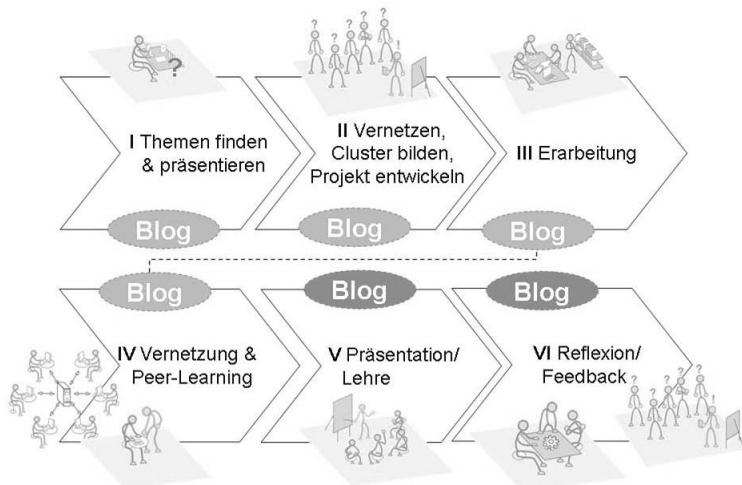 I Themen finden
& präsentieren
II Vernetzen,
Cluster bilden,
Projekt entwickeln
III Erarbeitung
Blog
Blog
Blog
Blog
Blog
Blog
IV Vernetzung &
Peer-Learning
V Präsentation/
Lehre
VI Reflexion/
Feedback